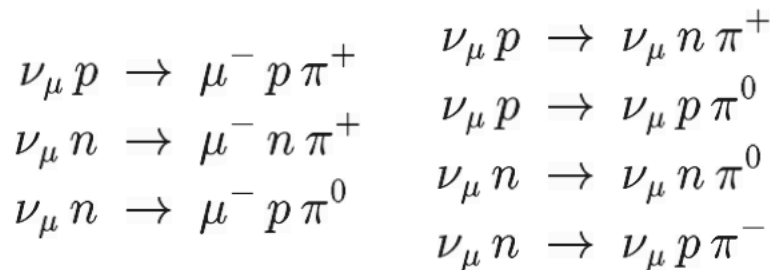 ν_μ p → μ⁻ p π⁺
ν_μ n → μ⁻ n π⁺
ν_μ n → μ⁻ p π⁰
ν_μ p → ν_μ n π⁺
ν_μ p → ν_μ p π⁰
ν_μ n → ν_μ n π⁰
ν_μ n → ν_μ p π⁻